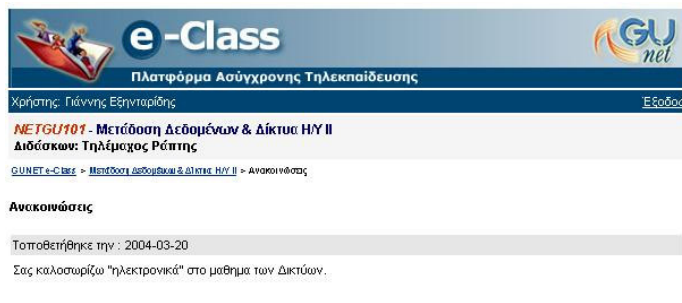 e-Class
GU
net
Πλατφόρμα Ασύγχρονης Τηλεκπαίδευσης
Χρήστης: Γιάννης Εξηνταρίδης Έξοδος
NETGU101 - Μετάδοση Δεδομένων & Δίκτυα Η/Υ ΙΙ
Διδάσκων: Τηλέμαχος Ράπτης
GUNET e-Class > Μετάδοση Δεδομένων & Δίκτυα Η/Υ ΙΙ > Ανακοινώσεις
Ανακοινώσεις
Τοποθετήθηκε την : 2004-03-20
Σας καλοσωρίζω "ηλεκτρονικά" στο μαθημα των Δικτύων.